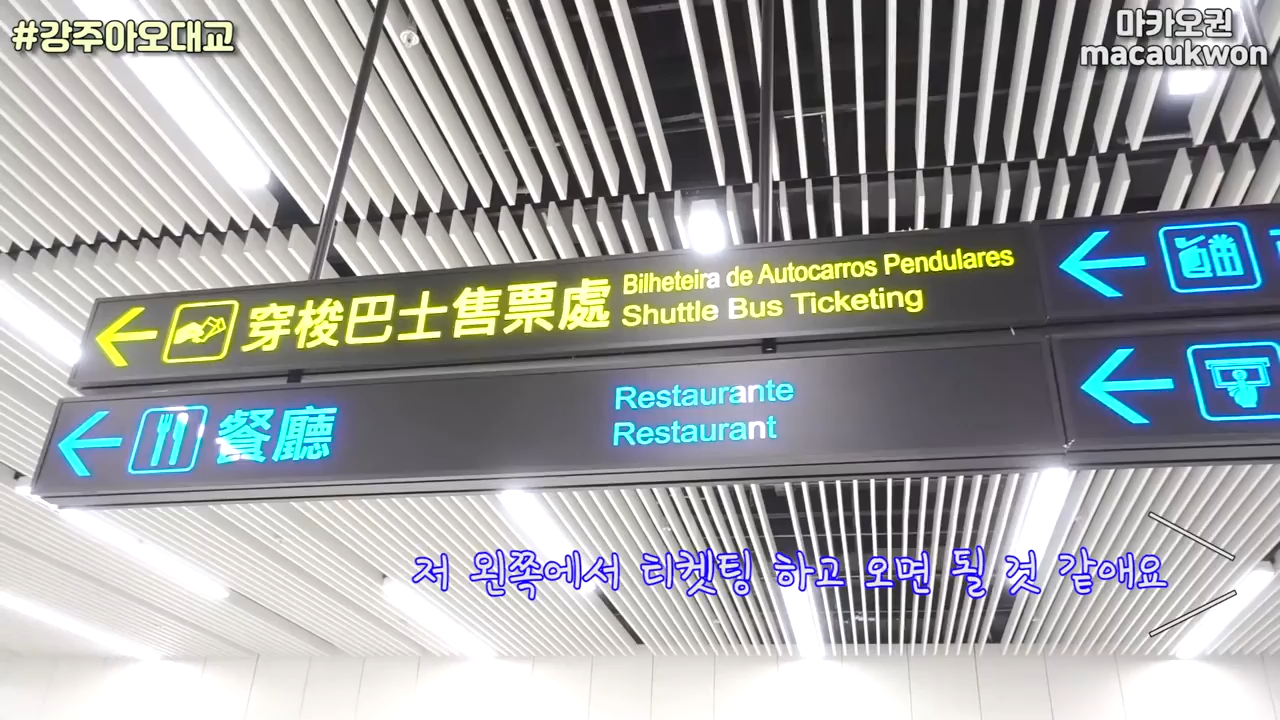 #강주아오대교
마카오권
macaukwon
穿梭巴士售票處
Bilheteira de Autocarros Pendulares
Shuttle Bus Ticketing
餐廳
Restaurante
Restaurant
저 왼쪽에서 티켓팅 하고 오면 될 것 같애요